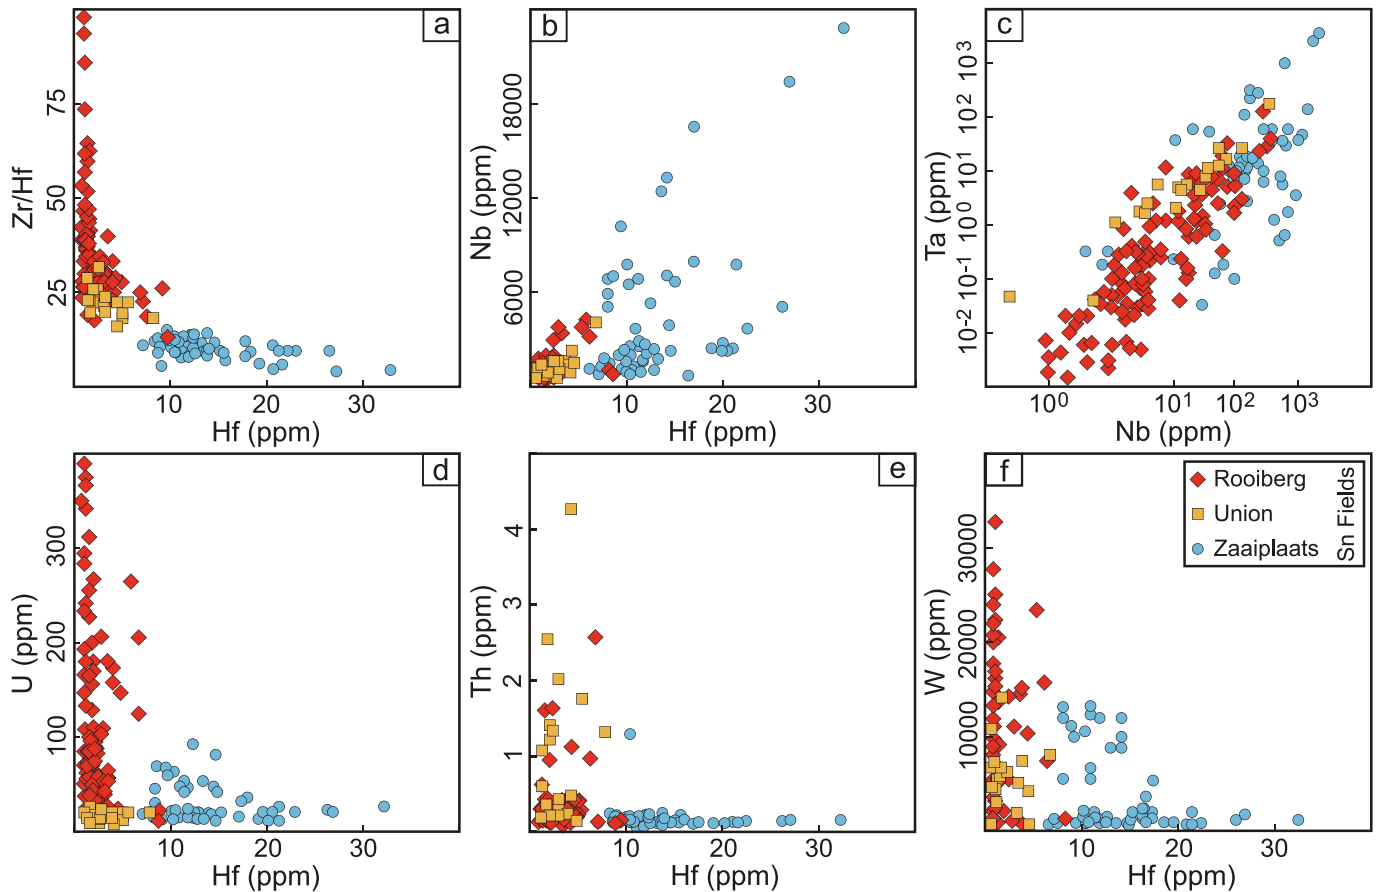 a
75
50
25
Zr/Hf
10
20
30
Hf (ppm)
b
18000
12000
6000
Nb (ppm)
10
20
30
Hf (ppm)
c
10³
10²
10¹
10⁰
10⁻¹
10⁻²
Ta (ppm)
10⁰
10¹
10²
10³
Nb (ppm)
d
300
200
100
U (ppm)
10
20
30
Hf (ppm)
e
4
3
2
1
Th (ppm)
10
20
30
Hf (ppm)
f
30000
20000
10000
W (ppm)
10
20
30
Hf (ppm)
Rooiberg
Union
Zaaiplaats
Sn Fields